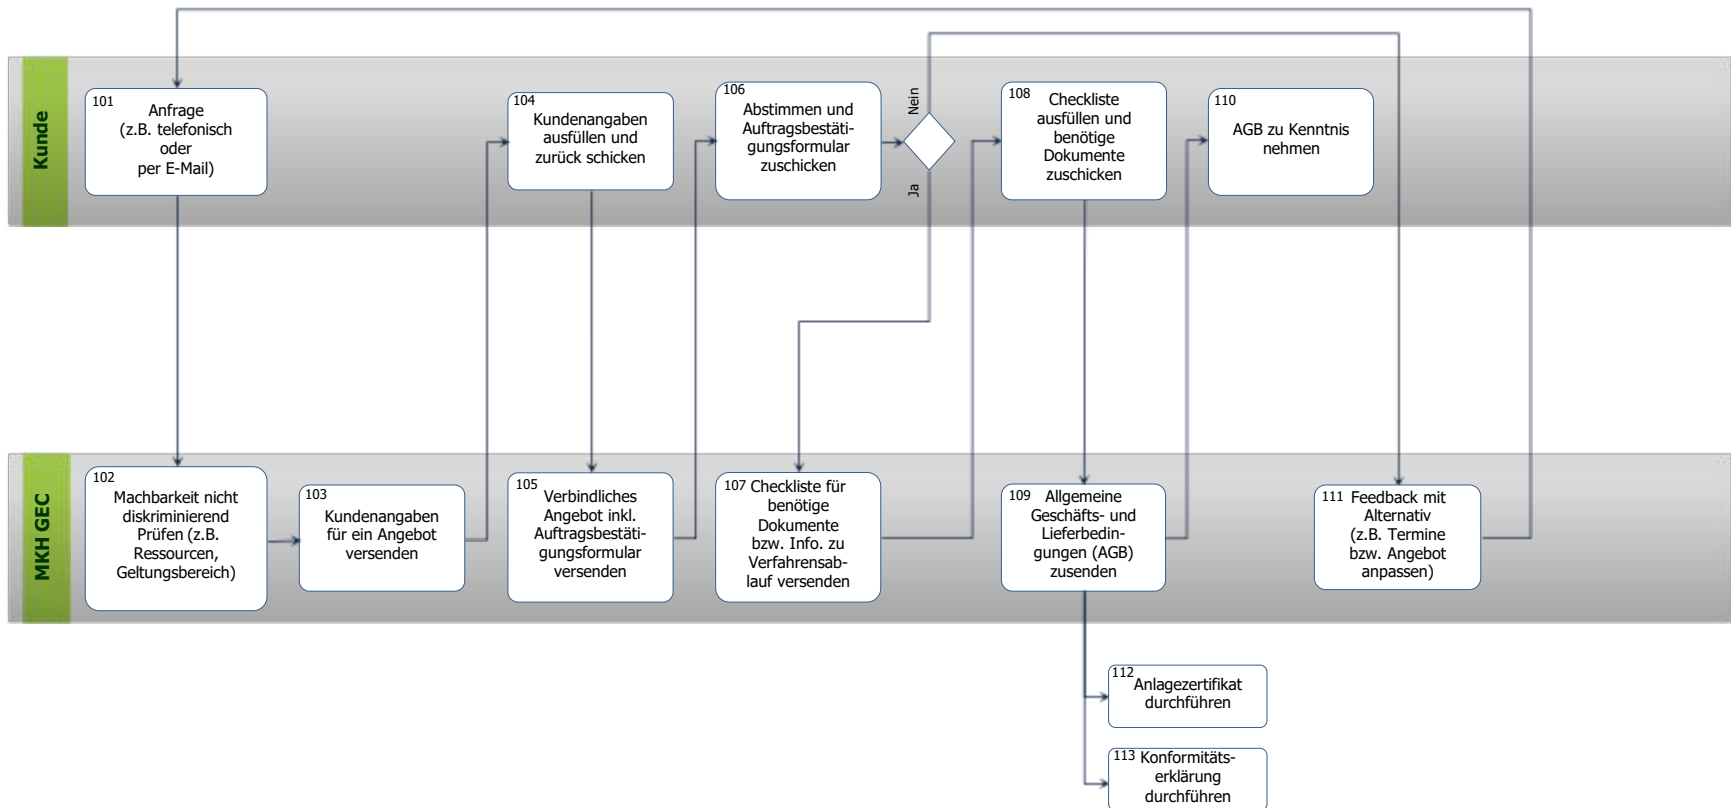 Kunde
101
Anfrage
(z.B. telefonisch
oder
per E-Mail)
104
Kundenangaben
ausfüllen und
zurück schicken
106
Abstimmen und
Auftragsbestäti-
gungsformular
zuschicken
Nein
Ja
108
Checkliste
ausfüllen und
benötige
Dokumente
zuschicken
110
AGB zu Kenntnis
nehmen
MKH GEC
102
Machbarkeit nicht
diskriminierend
Prüfen (z.B.
Ressourcen,
Geltungsbereich)
103
Kundenangaben
für ein Angebot
versenden
105
Verbindliches
Angebot inkl.
Auftragsbestäti-
gungsformular
versenden
107
Checkliste für
benötige
Dokumente
bzw. Info. zu
Verfahrensab-
lauf versenden
109
Allgemeine
Geschäfts- und
Lieferbedin-
gungen (AGB)
zusenden
111
Feedback mit
Alternativ
(z.B. Termine
bzw. Angebot
anpassen)
112
Anlagezertifikat
durchführen
113
Konformitäts-
erklärung
durchführen